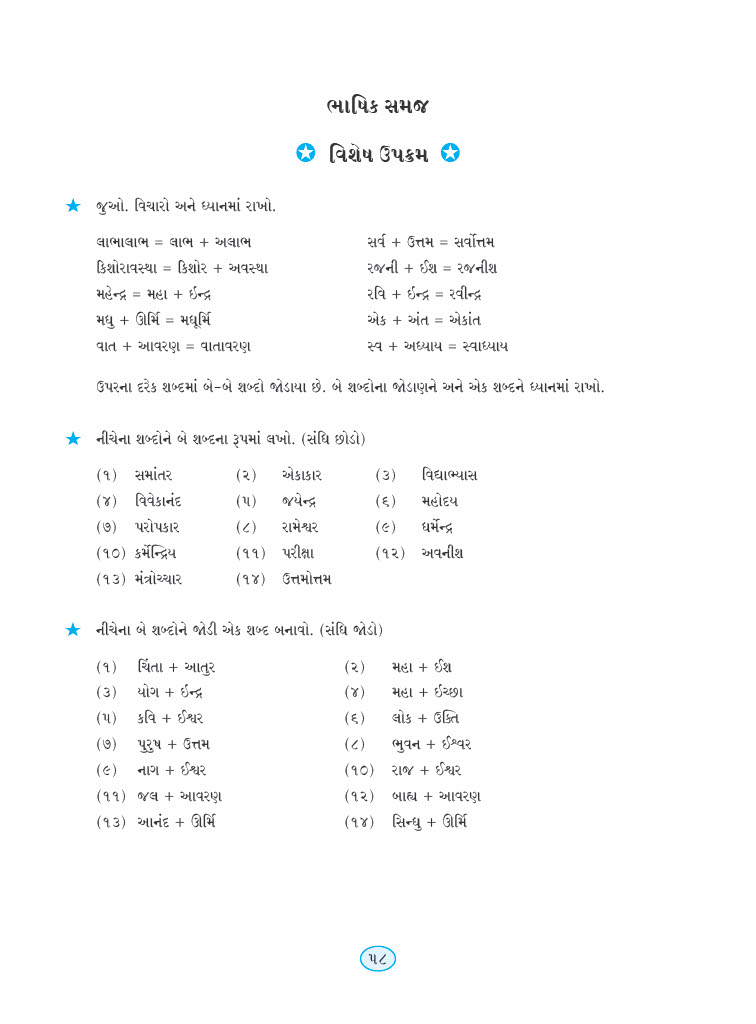 ભાષિક સમજ
વિશેષ ઉપક્રમ
જુઓ. વિચારો અને ધ્યાનમાં રાખો.
લાભાલાભ = લાભ + અલાભ સર્વ + ઉત્તમ = સર્વોત્તમ
કિશોરાવસ્થા = કિશોર + અવસ્થા રજની + ઈશ = રજનીશ
મહેન્દ્ર = મહા + ઇન્દ્ર રવિ + ઇન્દ્ર = રવીન્દ્ર
મધુ + ઊર્મિ = મધૂર્મિ એક + અંત = એકાંત
વાત + આવરણ = વાતાવરણ સ્વ + અધ્યાય = સ્વાધ્યાય
ઉપરના દરેક શબ્દમાં બે-બે શબ્દો જોડાયા છે. બે શબ્દોના જોડાણને અને એક શબ્દને ધ્યાનમાં રાખો.
નીચેના શબ્દોને બે શબ્દના રૂપમાં લખો. (સંધિ છોડો)
(૧) સમાંતર (૨) એકાકાર (૩) વિદ્યાભ્યાસ
(૪) વિવેકાનંદ (૫) જયેન્દ્ર (૬) મહોદય
(૭) પરોપકાર (૮) રામેશ્વર (૯) ધર્મેન્દ્ર
(૧૦) કર્મેન્દ્રિય (૧૧) પરીક્ષા (૧૨) અવનીશ
(૧૩) મંત્રોચ્ચાર (૧૪) ઉત્તમોત્તમ
નીચેના બે શબ્દોને જોડી એક શબ્દ બનાવો. (સંધિ જોડો)
(૧) ચિંતા + આતુર (૨) મહા + ઈશ
(૩) યોગ + ઇન્દ્ર (૪) મહા + ઇચ્છા
(૫) કવિ + ઈશ્વર (૬) લોક + ઉક્તિ
(૭) પુરુષ + ઉત્તમ (૮) ભુવન + ઈશ્વર
(૯) નાગ + ઈશ્વર (૧૦) રાજ + ઈશ્વર
(૧૧) જલ + આવરણ (૧૨) બાહ્ય + આવરણ
(૧૩) આનંદ + ઊર્મિ (૧૪) સિન્ધુ + ઊર્મિ
૫૮